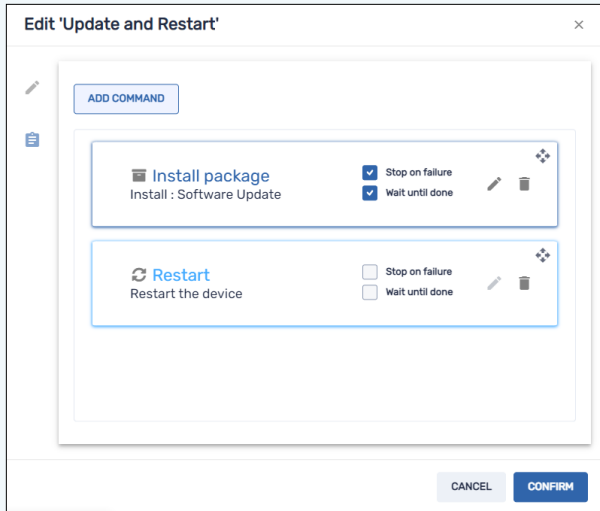 Edit 'Update and Restart'
ADD COMMAND
Install package
Install : Software Update
Stop on failure
Wait until done
Restart
Restart the device
Stop on failure
Wait until done
CANCEL
CONFIRM